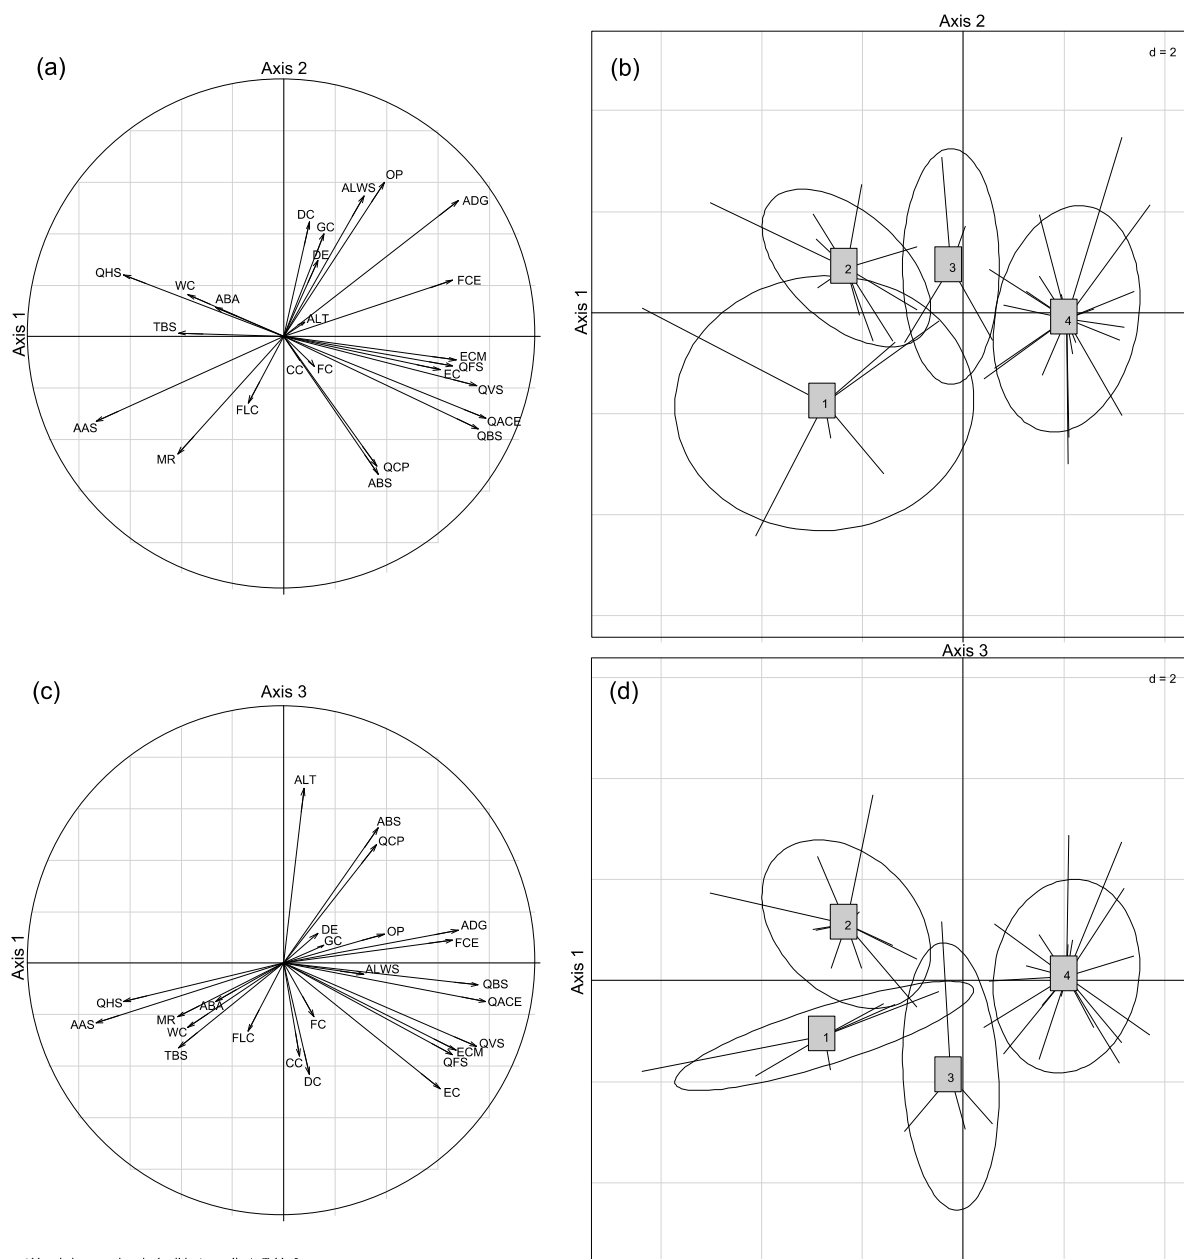 Axis 2
(a)
Axis 2
(b)
d = 2
OP
ALWS
ADG
DC
GC
DE
QHS
FCE
WC
ABA
ALT
TBS
Axis 1
Axis 1
ECM
QFS
CC
FC
EC
QVS
FLC
AAS
QACE
QBS
MR
QCP
ABS
2
3
4
1
Axis 3
(c)
Axis 3
(d)
d = 2
ALT
ABS
QCP
DE
OP
ADG
GC
FCE
ALWS
Axis 1
Axis 1
QBS
QHS
ABA
QACE
AAS
MR
WC
FLC
FC
TBS
QVS
ECM
CC
QFS
DC
EC
2
4
1
3